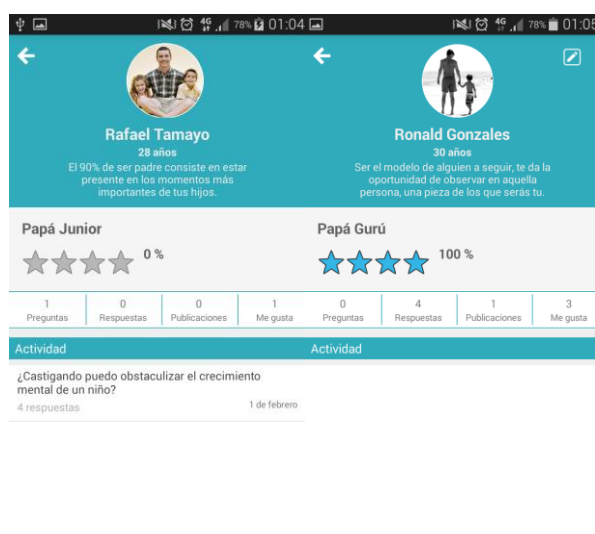 4G 78% 01:04
Rafael Tamayo
28 años
El 90% de ser padre consiste en estar
presente en los momentos más
importantes de tus hijos.
Papá Junior
0 %
1 0 0 1
Preguntas Respuestas Publicaciones Me gusta
Actividad
¿Castigando puedo obstaculizar el crecimiento
mental de un niño?
4 respuestas 1 de febrero
4G 78% 01:05
Ronald Gonzales
30 años
Ser el modelo de alguien a seguir, te da la
oportunidad de observar en aquella
persona, una pieza de los que serás tu.
Papá Gurú
100 %
0 4 1 3
Preguntas Respuestas Publicaciones Me gusta
Actividad